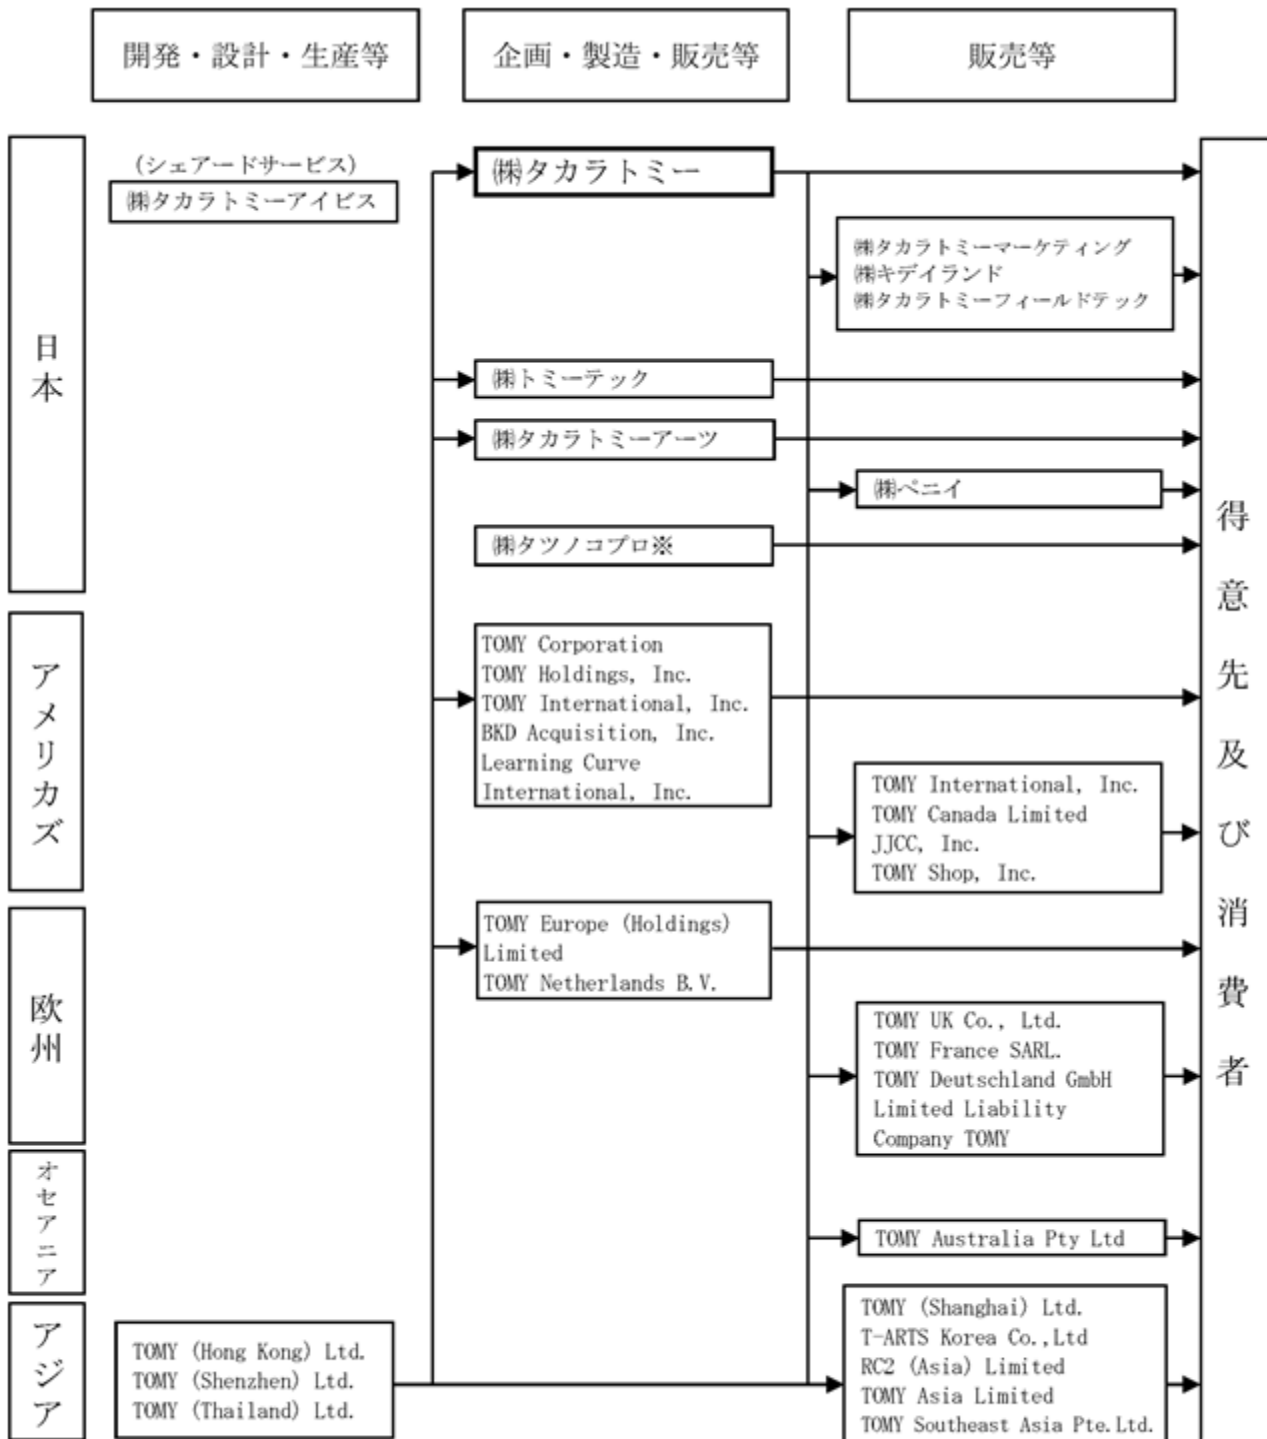 開発・設計・生産等
企画・製造・販売等
販売等
日本
(シェアードサービス)
㈱タカラトミーアイビス
㈱タカラトミー
㈱タカラトミーマーケティング
㈱キデイランド
㈱タカラトミーフィールドテック
㈱トミーテック
㈱タカラトミーアーツ
㈱ペニイ
㈱タツノコプロ※
アメリカズ
TOMY Corporation
TOMY Holdings, Inc.
TOMY International, Inc.
BKD Acquisition, Inc.
Learning Curve
International, Inc.
TOMY International, Inc.
TOMY Canada Limited
JJCC, Inc.
TOMY Shop, Inc.
欧州
TOMY Europe (Holdings)
Limited
TOMY Netherlands B.V.
TOMY UK Co., Ltd.
TOMY France SARL.
TOMY Deutschland GmbH
Limited Liability
Company TOMY
オセアニア
TOMY Australia Pty Ltd
アジア
TOMY (Hong Kong) Ltd.
TOMY (Shenzhen) Ltd.
TOMY (Thailand) Ltd.
TOMY (Shanghai) Ltd.
T-ARTS Korea Co.,Ltd
RC2 (Asia) Limited
TOMY Asia Limited
TOMY Southeast Asia Pte.Ltd.
得意先及び消費者